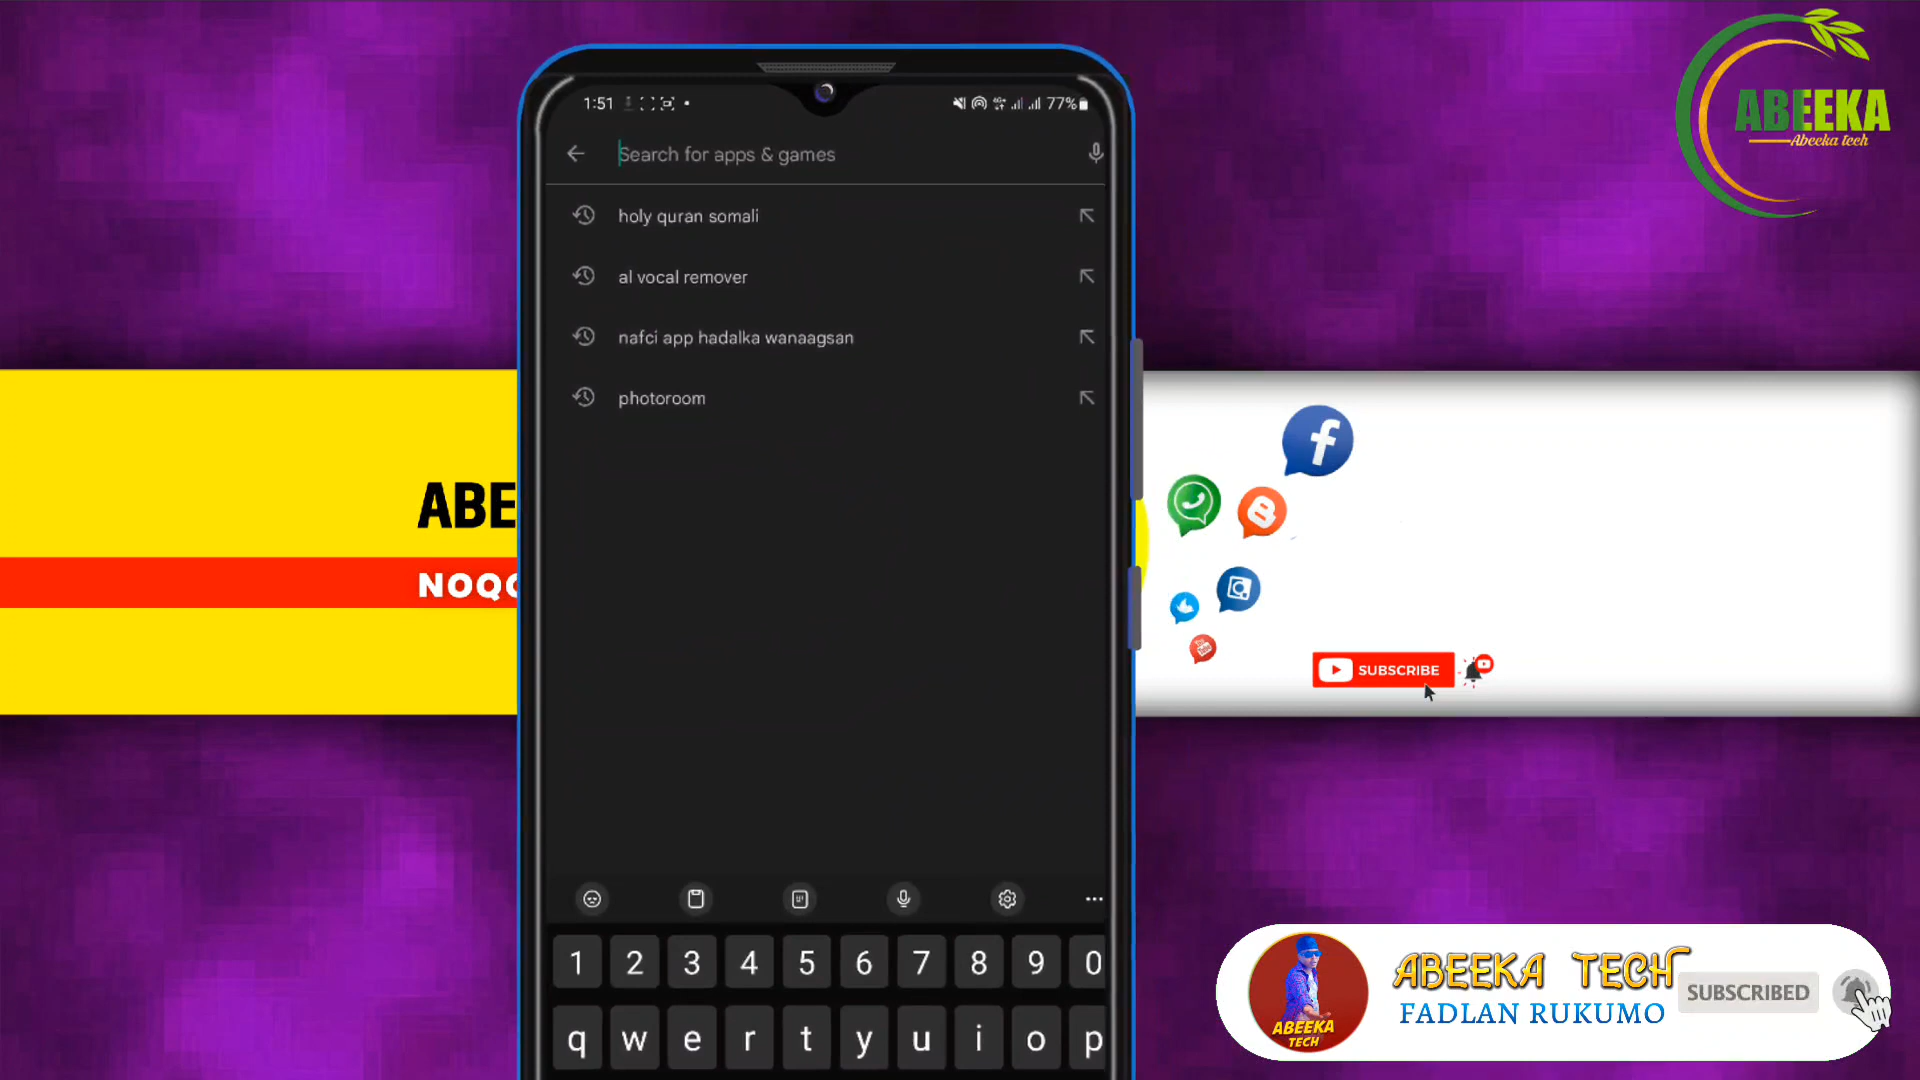 ABEEKA
Abeeka tech
1:51
77%
Search for apps & games
holy quran somali
al vocal remover
nafci app hadalka wanaagsan
photoroom
ABE
NOQO
SUBSCRIBE
1 2 3 4 5 6 7 8 9 0
q w e r t y u i o p
ABEEKA TECH
FADLAN RUKUMO
SUBSCRIBED
ABEEKA
TECH